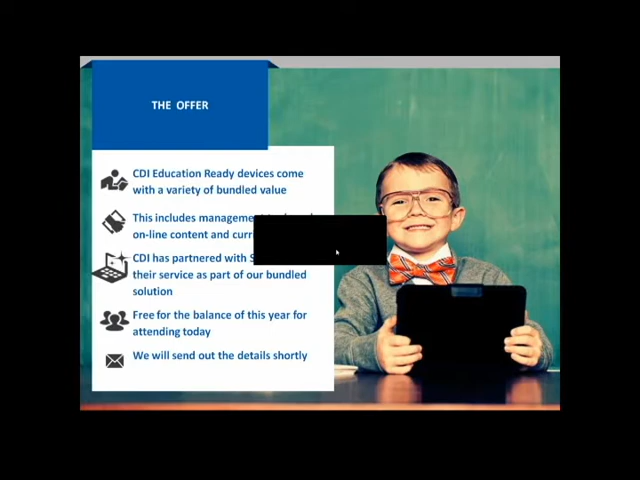 THE OFFER
CDI Education Ready devices come
with a variety of bundled value
This includes
on-line content and
CDI has partnered with
their service as part of our bundled
solution
Free for the balance of this year for
attending today
We will send out the details shortly